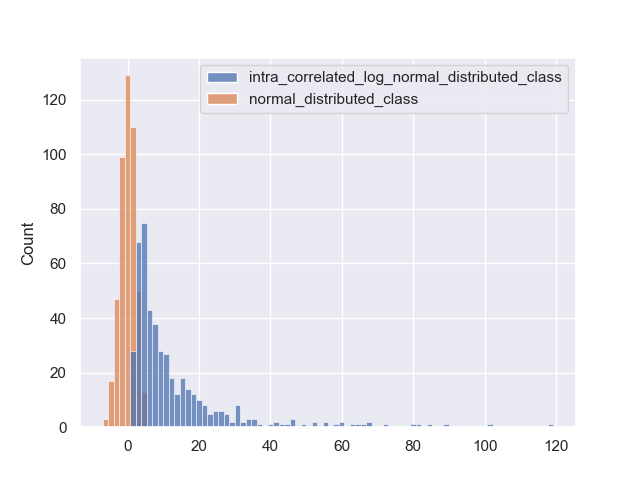 intra_correlated_log_normal_distributed_class
normal_distributed_class
Count
120
100
80
60
40
20
0
0 20 40 60 80 100 120